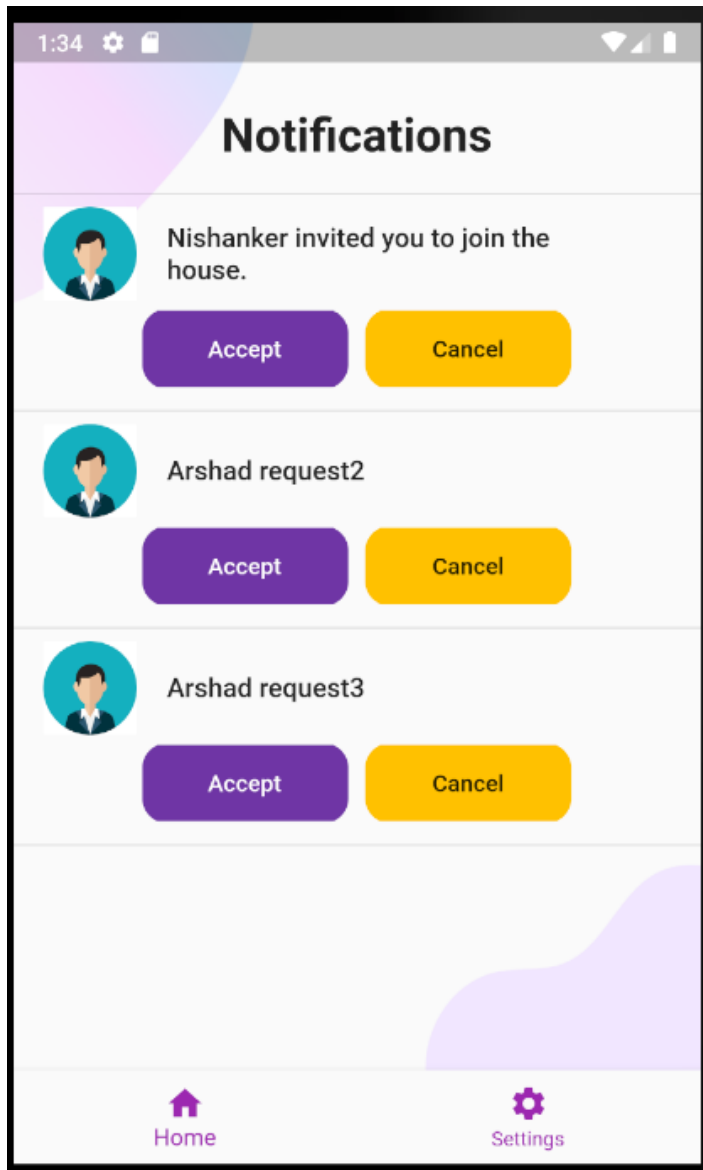 1:34
Notifications
Nishanker invited you to join the
house.
Accept Cancel
Arshad request2
Accept Cancel
Arshad request3
Accept Cancel
Home Settings